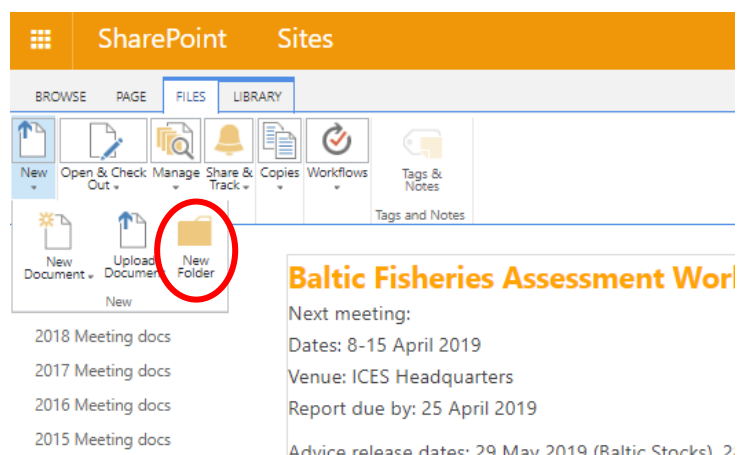 SharePoint Sites
BROWSE PAGE FILES LIBRARY
New Open & Check Out Manage Share & Track Copies Workflows Tags & Notes
Tags and Notes
New Document Upload Document New Folder
New
Baltic Fisheries Assessment
Next meeting:
2018 Meeting docs
Dates: 8-15 April 2019
2017 Meeting docs
Venue: ICES Headquarters
2016 Meeting docs
Report due by: 25 April 2019
2015 Meeting docs
Advice release dates: 29 May 2019 (Baltic Stocks),